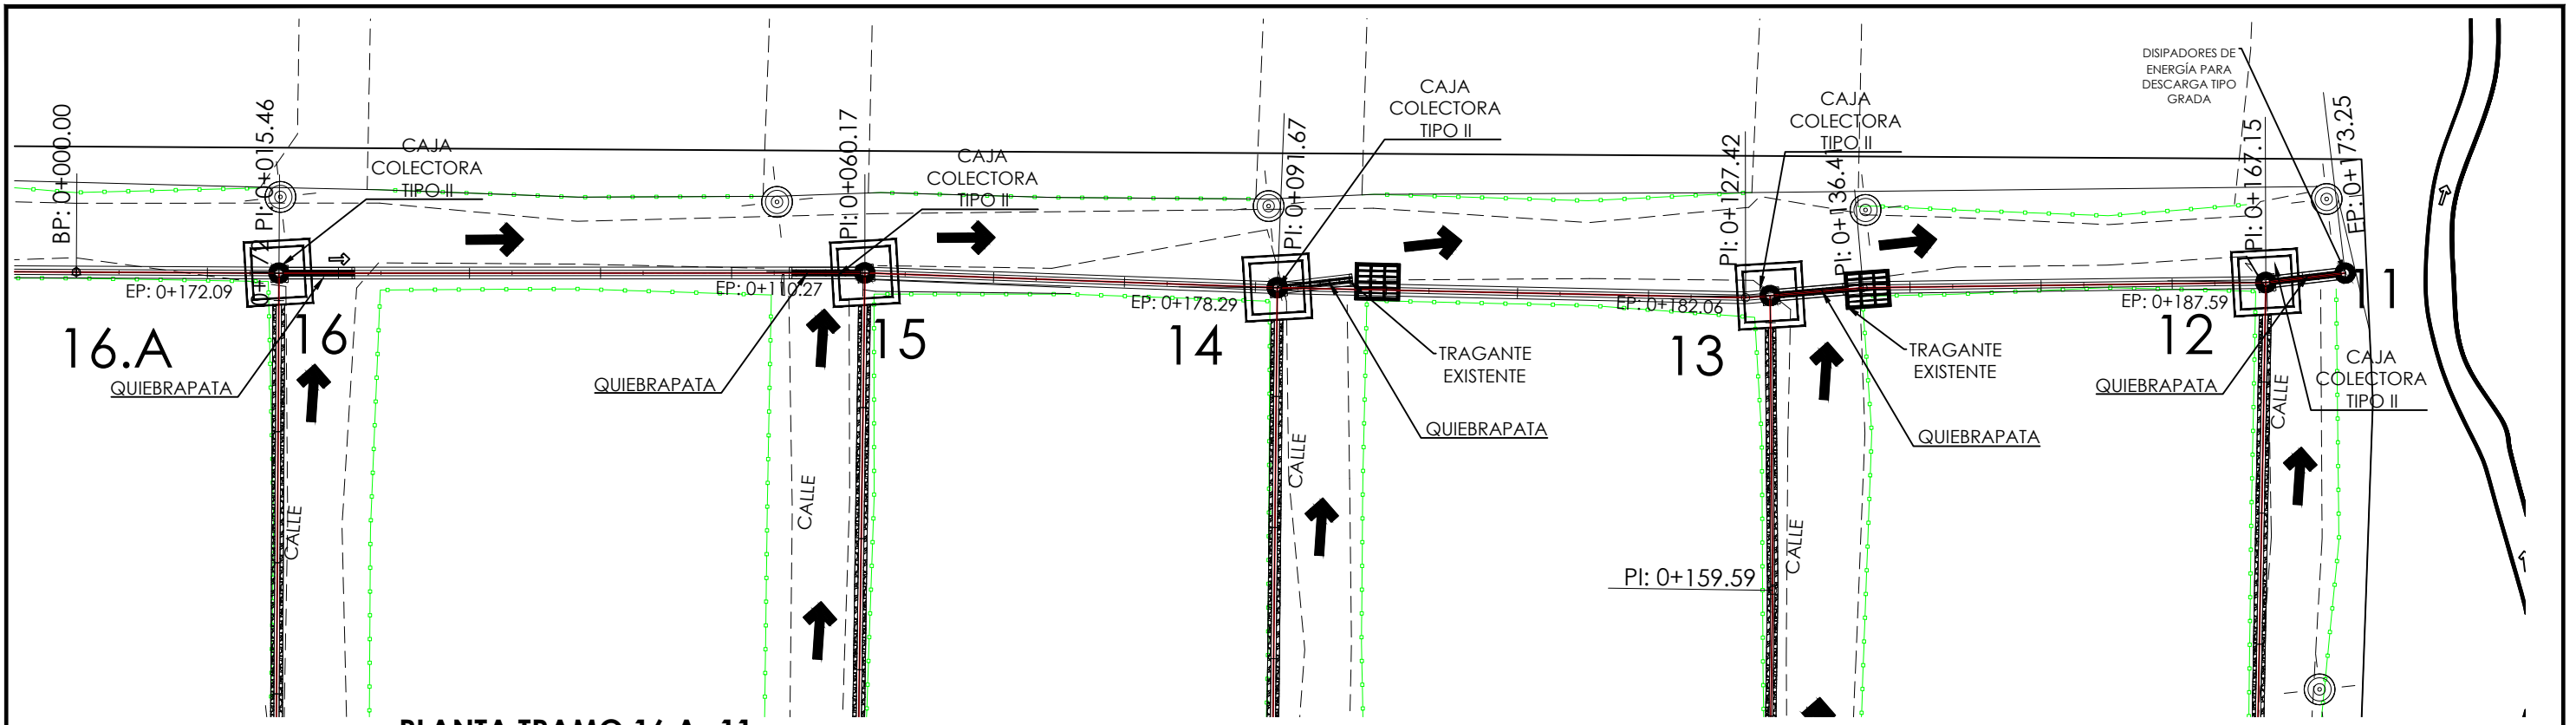 BP: 0+000.00
PI: 0+015.46
CAJA
COLECTORA
TIPO II
EP: 0+172.09
16.A
16
QUIEBRAPATA
CALLE
PI: 0+060.17
CAJA
COLECTORA
TIPO II
EP: 0+110.27
15
QUIEBRAPATA
CALLE
PI: 0+091.67
CAJA
COLECTORA
TIPO II
EP: 0+178.29
14
TRAGANTE
EXISTENTE
QUIEBRAPATA
CALLE
PI: 0+127.42
CAJA
COLECTORA
TIPO II
PI: 0+136.41
EP: 0+182.06
13
TRAGANTE
EXISTENTE
QUIEBRAPATA
CALLE
PI: 0+159.59
DISIPADORES DE
ENERGÍA PARA
DESCARGA TIPO
GRADA
PI: 0+167.15
EP: 0+173.25
EP: 0+187.59
12
11
QUIEBRAPATA
CAJA
COLECTORA
TIPO II
CALLE
PLANTA TRAMO 16.A -11